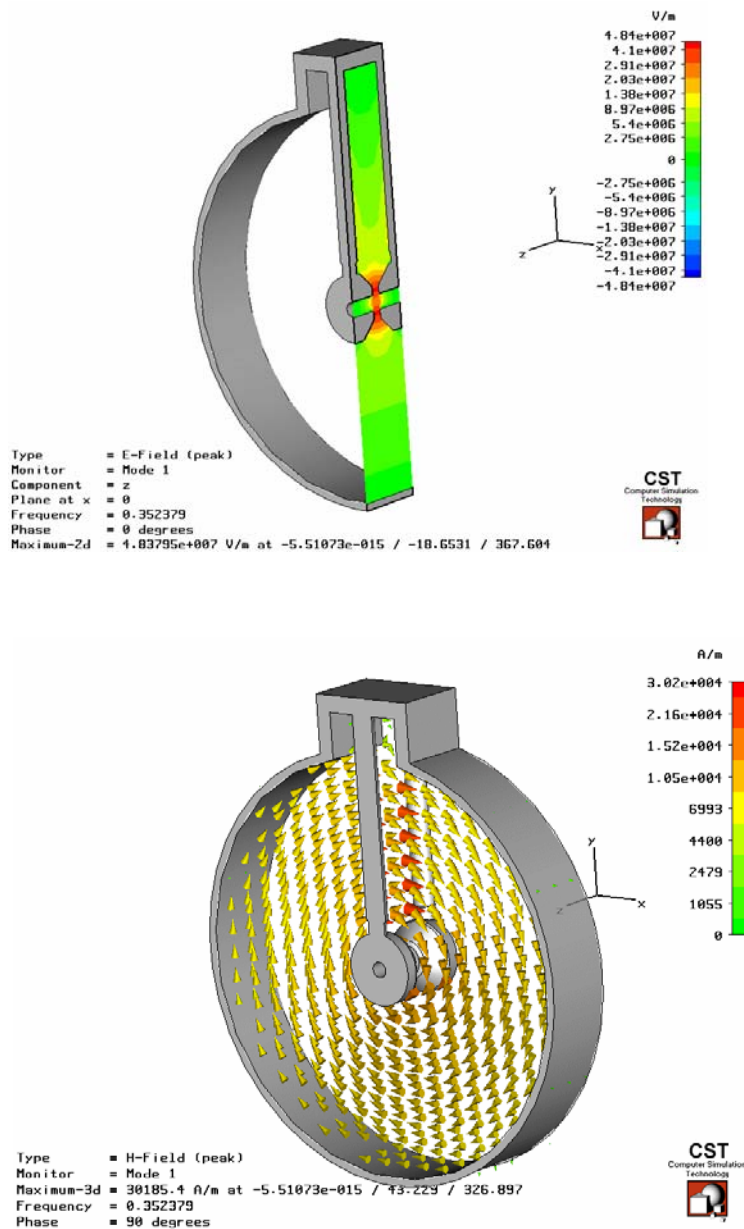 V/m
4.84e+007
4.1e+007
2.91e+007
2.03e+007
1.38e+007
8.97e+006
5.4e+006
2.75e+006
0
-2.75e+006
-5.4e+006
-8.97e+006
-1.38e+007
-2.03e+007
-2.91e+007
-4.1e+007
-4.84e+007
y
z
x
Type = E-Field (peak)
Monitor = Mode 1
Component = z
Plane at x = 0
Frequency = 0.352379
Phase = 0 degrees
Maximum-2d = 4.83795e+007 V/m at -5.51073e-015 / -18.6531 / 367.604
CST
Computer Simulation
Technology
A/m
3.02e+004
2.16e+004
1.52e+004
1.05e+004
6993
4400
2479
1055
0
y
z
x
Type = H-Field (peak)
Monitor = Mode 1
Maximum-3d = 30185.4 A/m at -5.51073e-015 / 43.229 / 326.897
Frequency = 0.352379
Phase = 90 degrees
CST
Computer Simulation
Technology